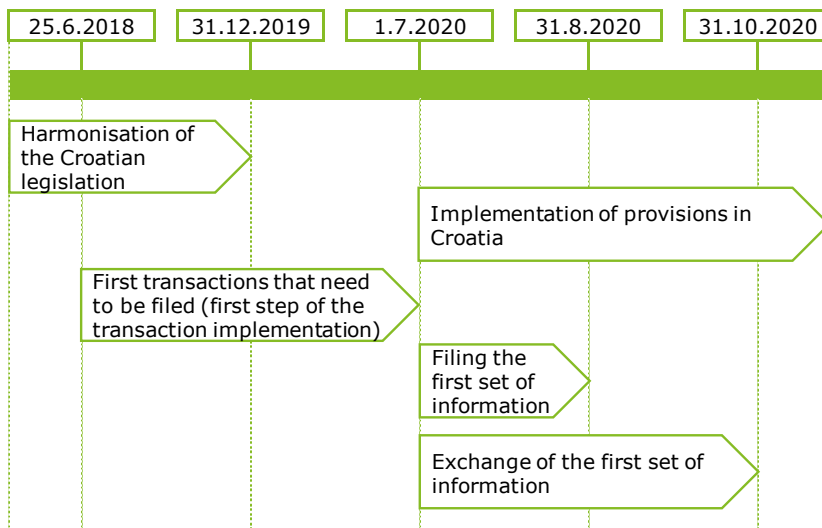 25.6.2018
31.12.2019
1.7.2020
31.8.2020
31.10.2020
Harmonisation of
the Croatian
legislation
Implementation of provisions in
Croatia
First transactions that need
to be filed (first step of the
transaction implementation)
Filing the
first set of
information
Exchange of the first set of
information